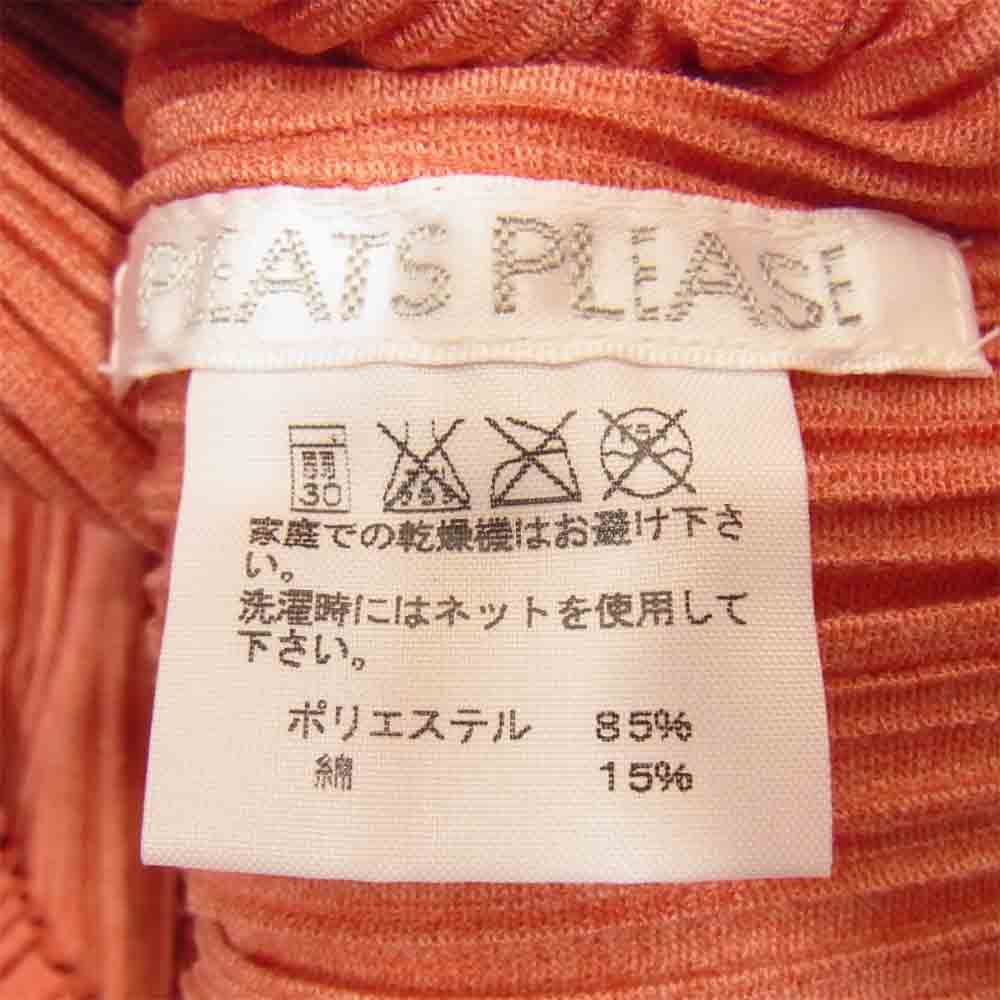 PLEATS PLEASE
弱
30
家庭での乾燥機はお避け下さ
い。
洗濯時にはネットを使用して
下さい。
ポリエステル 85%
綿 15%